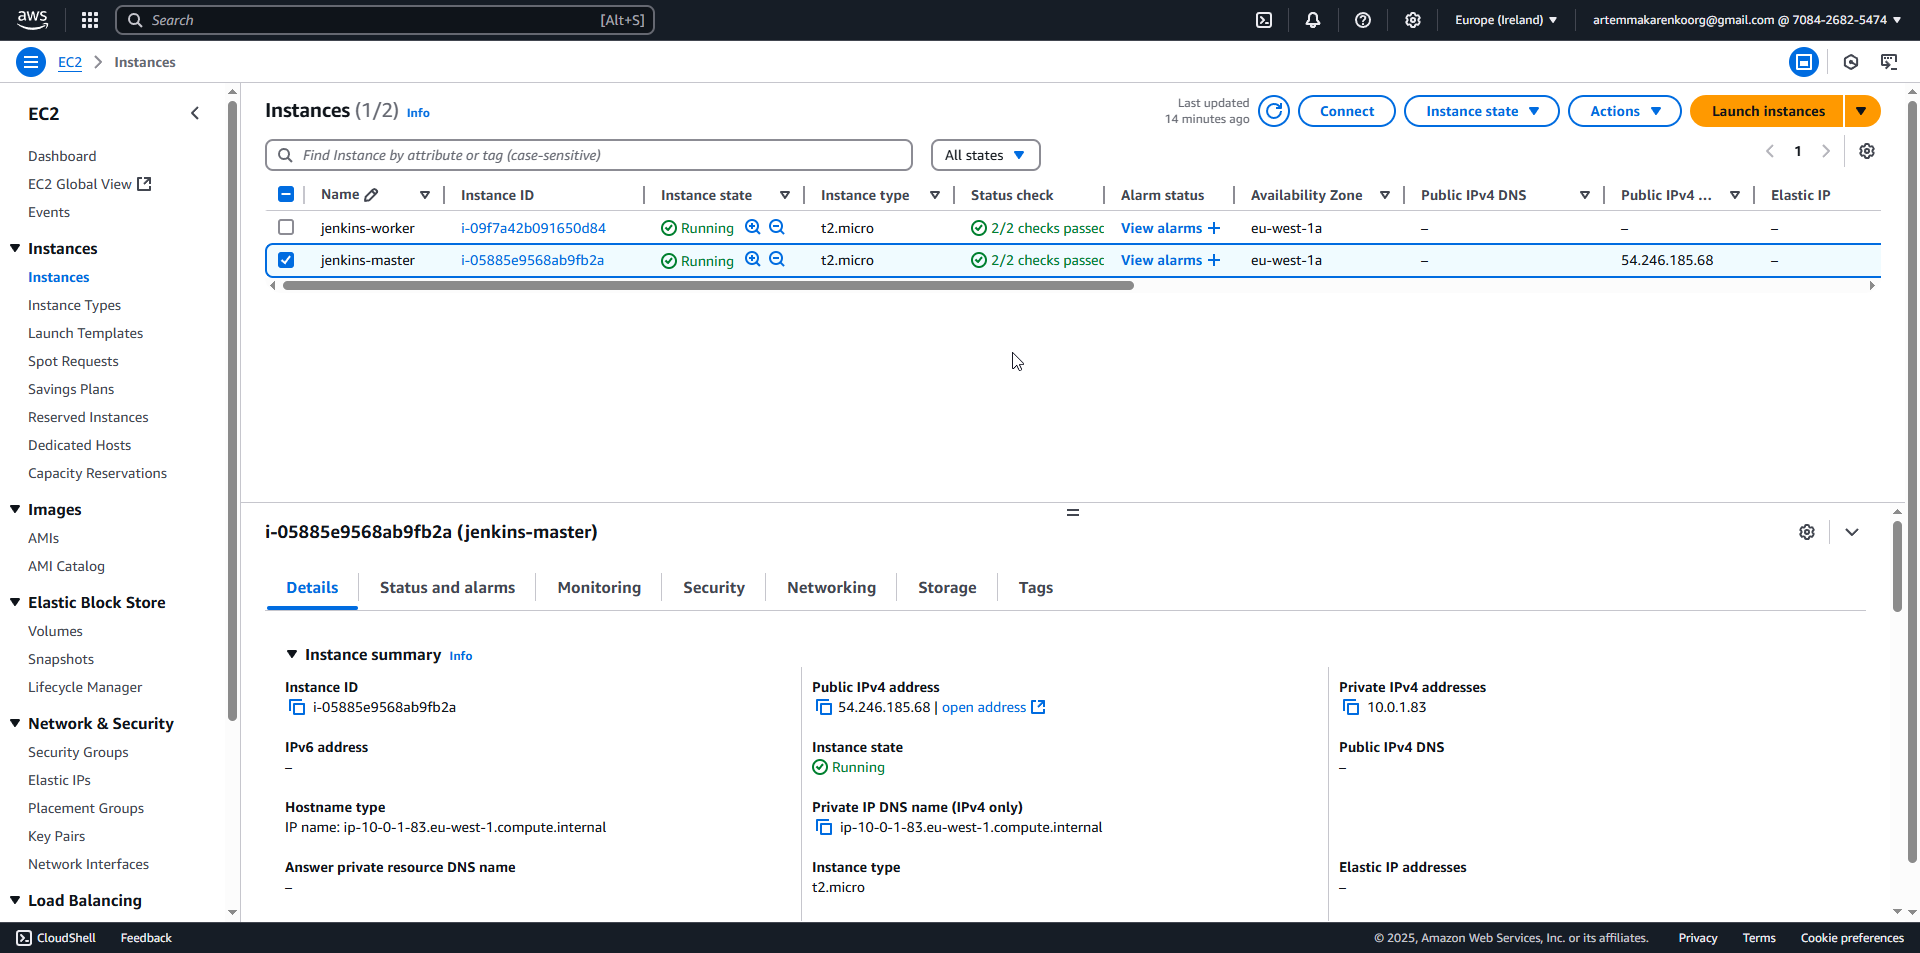 aws
Search [Alt+S]
Europe (Ireland) ▼
artemmakarenkoorg@gmail.com @ 7084-2682-5474 ▼
EC2 > Instances
EC2
Dashboard
EC2 Global View
Events
Instances
Instances
Instance Types
Launch Templates
Spot Requests
Savings Plans
Reserved Instances
Dedicated Hosts
Capacity Reservations
Images
AMIs
AMI Catalog
Elastic Block Store
Volumes
Snapshots
Lifecycle Manager
Network & Security
Security Groups
Elastic IPs
Placement Groups
Key Pairs
Network Interfaces
Load Balancing
Instances (1/2) Info
Last updated
14 minutes ago
Connect
Instance state
Actions
Launch instances
Find Instance by attribute or tag (case-sensitive)
All states
1
Name Instance ID Instance state Instance type Status check Alarm status Availability Zone Public IPv4 DNS Public IPv4 ... Elastic IP
jenkins-worker i-09f7a42b091650d84 Running t2.micro 2/2 checks passec View alarms + eu-west-1a – – –
jenkins-master i-05885e9568ab9fb2a Running t2.micro 2/2 checks passec View alarms + eu-west-1a – 54.246.185.68 –
i-05885e9568ab9fb2a (jenkins-master)
Details Status and alarms Monitoring Security Networking Storage Tags
Instance summary Info
Instance ID
i-05885e9568ab9fb2a
Public IPv4 address
54.246.185.68 | open address
Private IPv4 addresses
10.0.1.83
IPv6 address
–
Instance state
Running
Public IPv4 DNS
–
Hostname type
IP name: ip-10-0-1-83.eu-west-1.compute.internal
Private IP DNS name (IPv4 only)
ip-10-0-1-83.eu-west-1.compute.internal
Answer private resource DNS name
–
Instance type
t2.micro
Elastic IP addresses
–
CloudShell
Feedback
© 2025, Amazon Web Services, Inc. or its affiliates.
Privacy
Terms
Cookie preferences